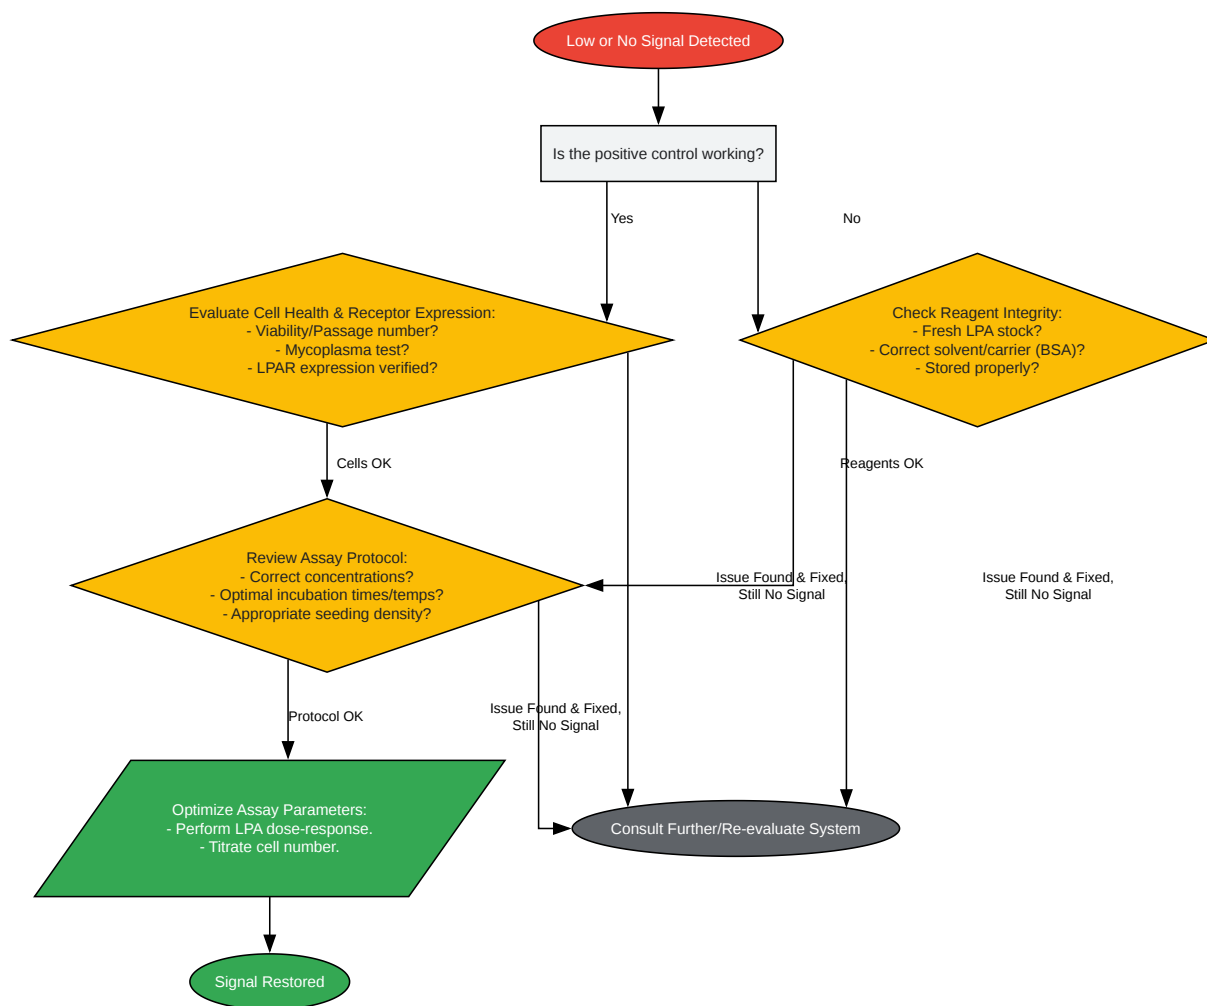 Low or No Signal Detected
Is the positive control working?
Yes
No
Evaluate Cell Health & Receptor Expression:
- Viability/Passage number?
- Mycoplasma test?
- LPAR expression verified?
Check Reagent Integrity:
- Fresh LPA stock?
- Correct solvent/carrier (BSA)?
- Stored properly?
Cells OK
Reagents OK
Review Assay Protocol:
- Correct concentrations?
- Optimal incubation times/temps?
- Appropriate seeding density?
Issue Found & Fixed,
Still No Signal
Issue Found & Fixed,
Still No Signal
Protocol OK
Issue Found & Fixed,
Still No Signal
Optimize Assay Parameters:
- Perform LPA dose-response.
- Titrate cell number.
Consult Further/Re-evaluate System
Signal Restored